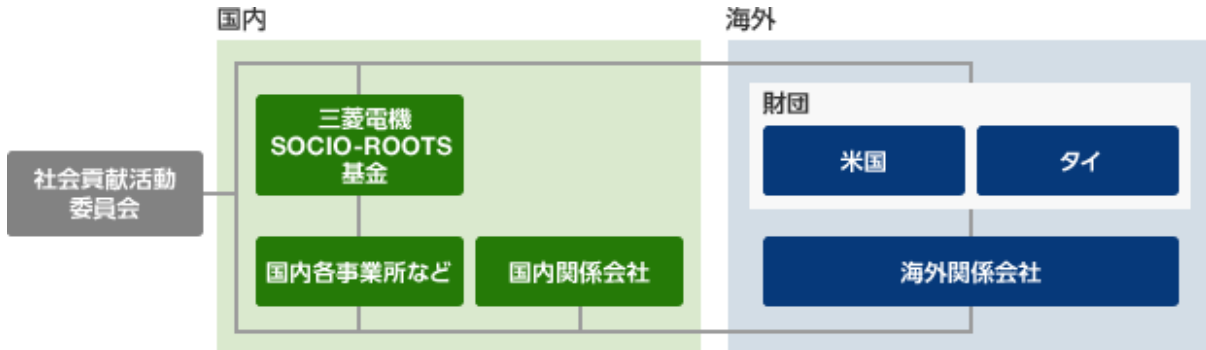 国内
海外
三菱電機
SOCIO-ROOTS
基金
財団
米国
タイ
社会貢献活動
委員会
国内各事業所など
国内関係会社
海外関係会社